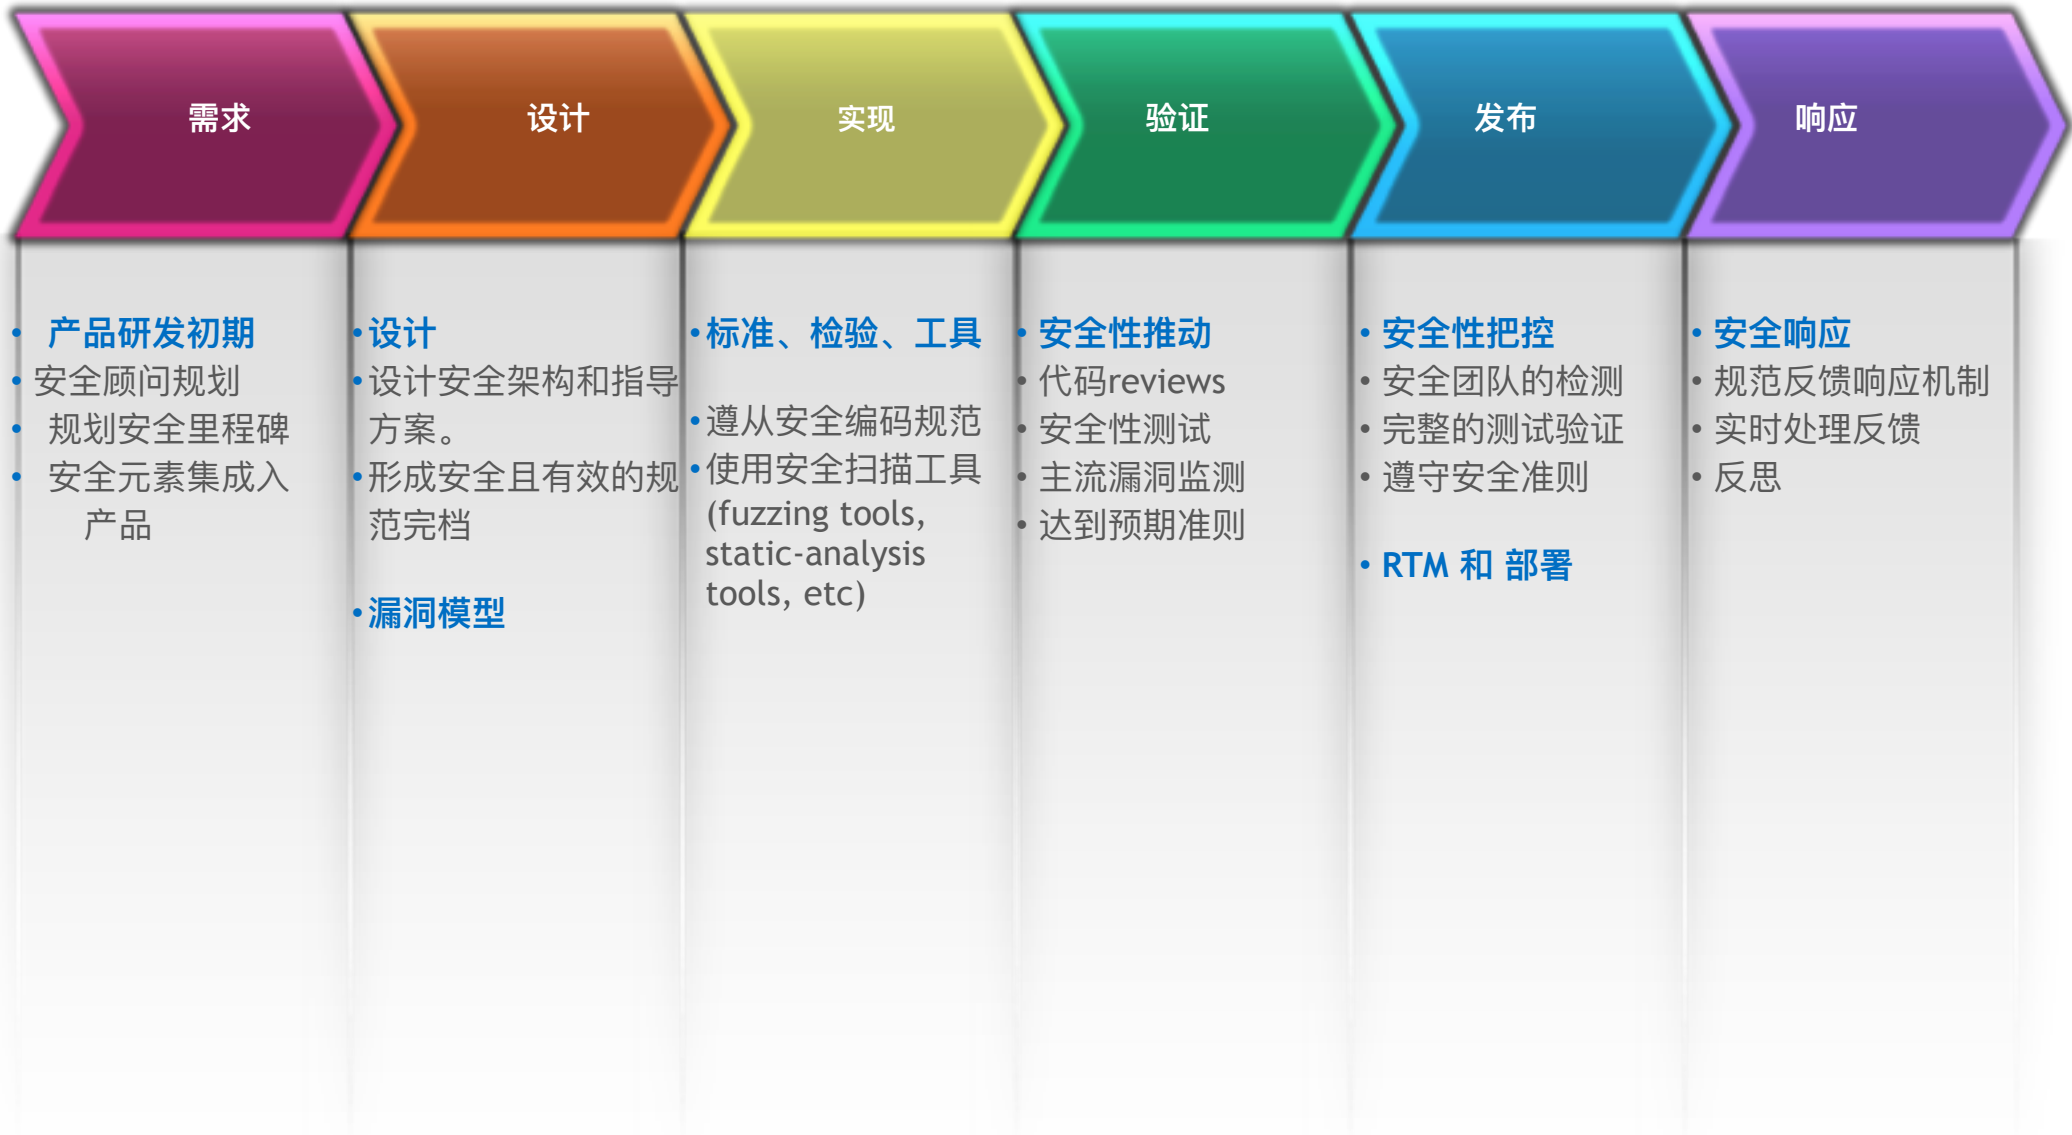 需求
设计
实现
验证
发布
响应
• 产品研发初期
• 安全顾问规划
• 规划安全里程碑
• 安全元素集成入
产品
• 设计
• 设计安全架构和指导
方案。
• 形成安全且有效的规
范完档
• 漏洞模型
• 标准、检验、工具
• 遵从安全编码规范
• 使用安全扫描工具
(fuzzing tools,
static-analysis
tools, etc)
• 安全性推动
• 代码reviews
• 安全性测试
• 主流漏洞监测
• 达到预期准则
• 安全性把控
• 安全团队的检测
• 完整的测试验证
• 遵守安全准则
• RTM 和 部署
• 安全响应
• 规范反馈响应机制
• 实时处理反馈
• 反思